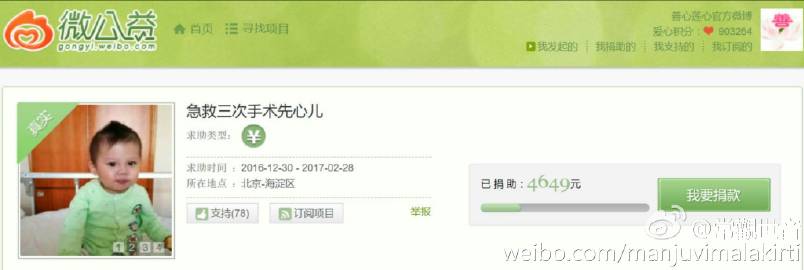 微公益
gongyi.weibo.com
首页
寻找项目
善心莲心官方微博
爱心积分: 903264
我发起的
我捐助的
我支持的
我订阅的
善
真实
1 2 3 4
急救三次手术先心儿
求助类型: ¥
求助时间 : 2016-12-30 - 2017-02-28
所在地点 : 北京-海淀区
支持(78)
订阅项目
举报
已捐助 : 4649元
我要捐款
weibo.com/manjuvimalakirti